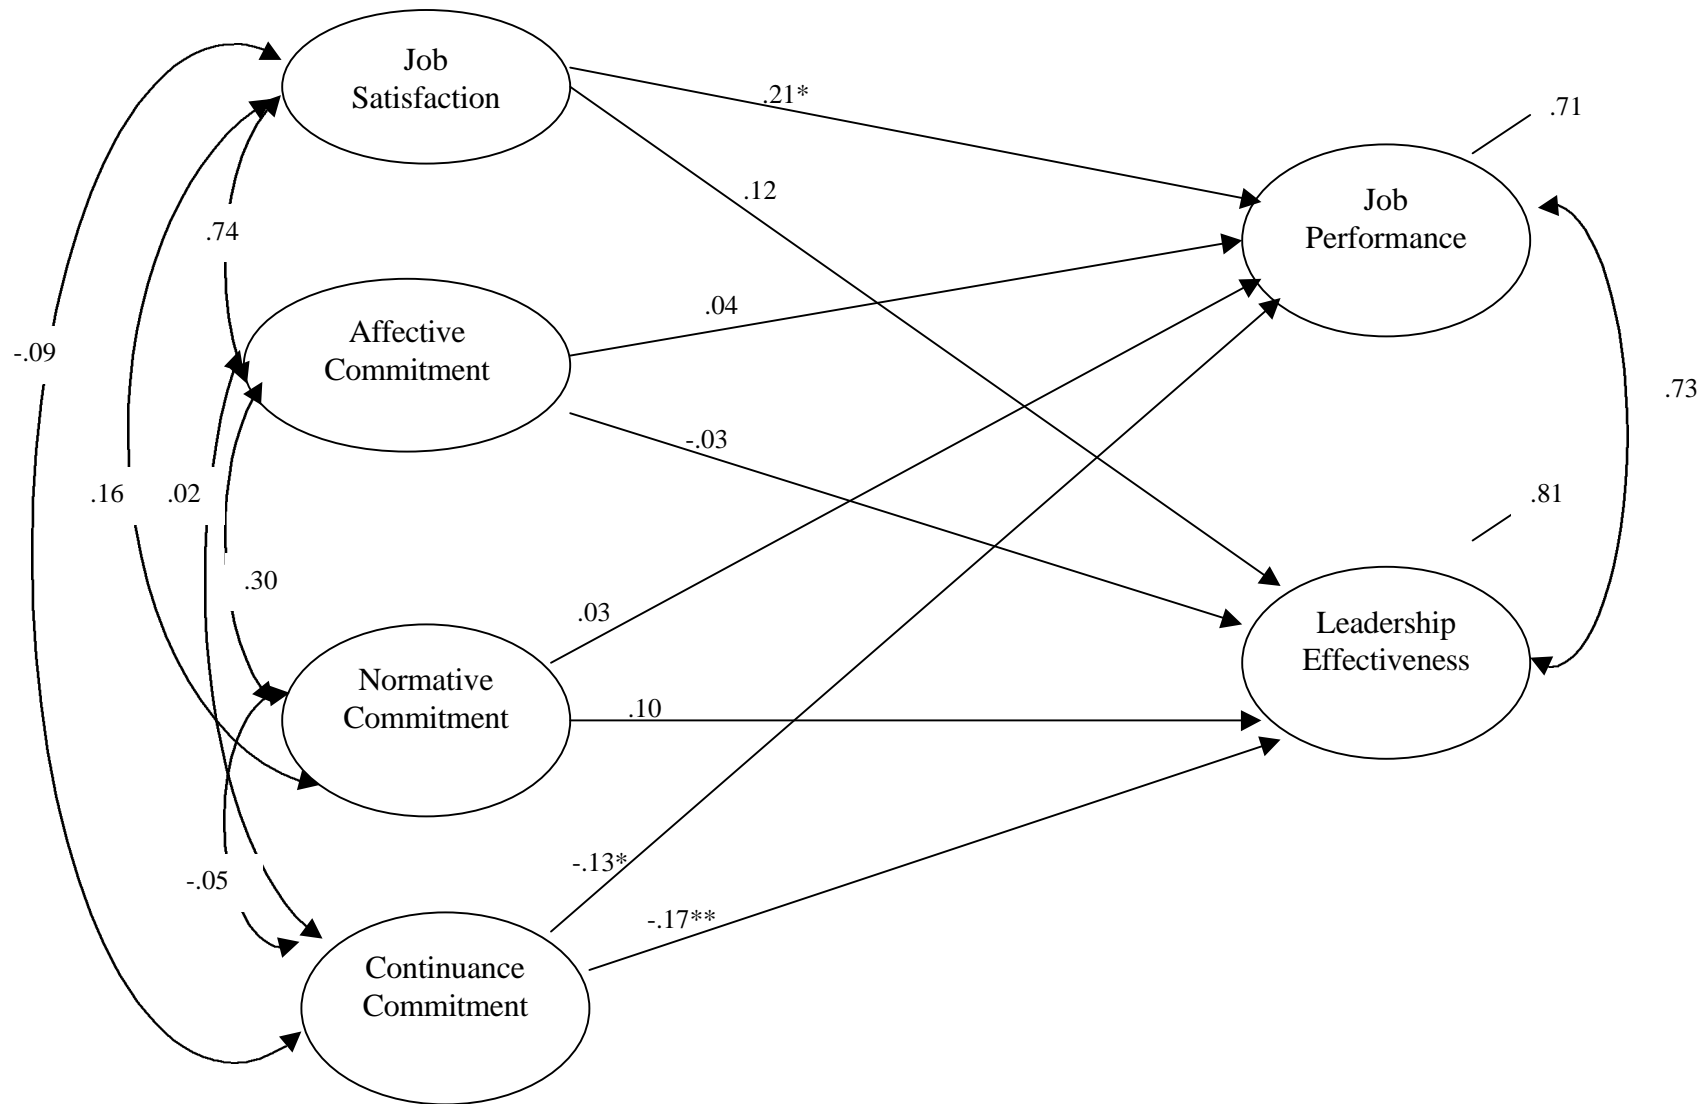 Job
Satisfaction
.21*
.71
.12
Job
Performance
.74
.04
Affective
Commitment
-.09
.73
-.03
.16
.02
.81
.30
.03
Leadership
Effectiveness
Normative
Commitment
.10
-.13*
-.05
-.17**
Continuance
Commitment